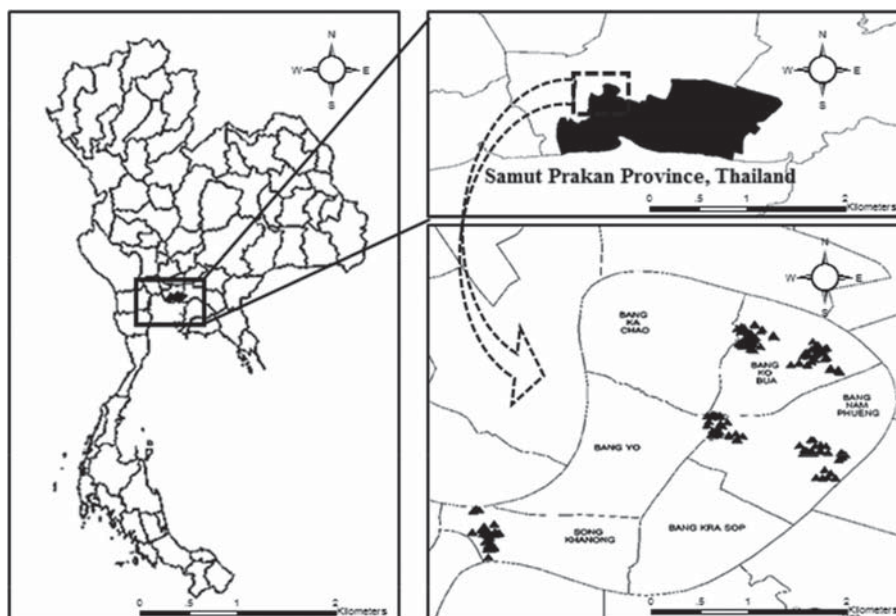 N
W E
S
0 .5 1 2
Kilometers
N
W E
S
Samut Prakan Province, Thailand
0 .5 1 2
Kilometers
N
W E
S
BANG
KA
CHAO
BANG
KO
BUA
BANG
NAM
PHUENG
BANG YO
SONG
KHANONG
BANG KRA SOP
0 .5 1 2
Kilometers